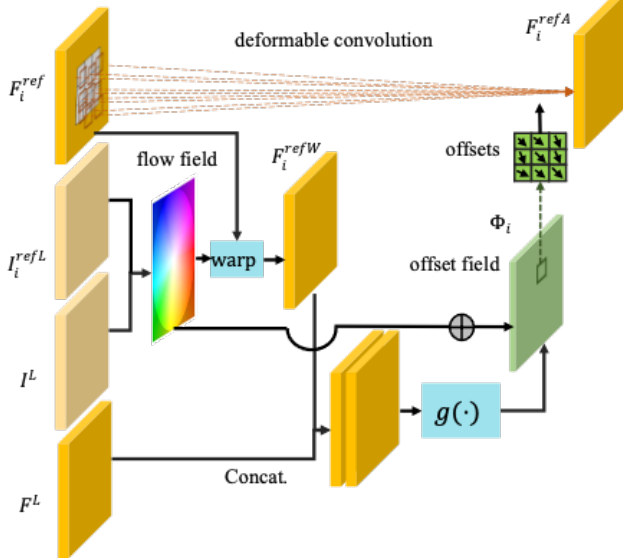 deformable convolution
F_i^{refA}
F_i^{ref}
offsets
flow field
F_i^{refW}
Φ_i
I_i^{refL}
warp
offset field
I^L
g(·)
Concat.
F^L